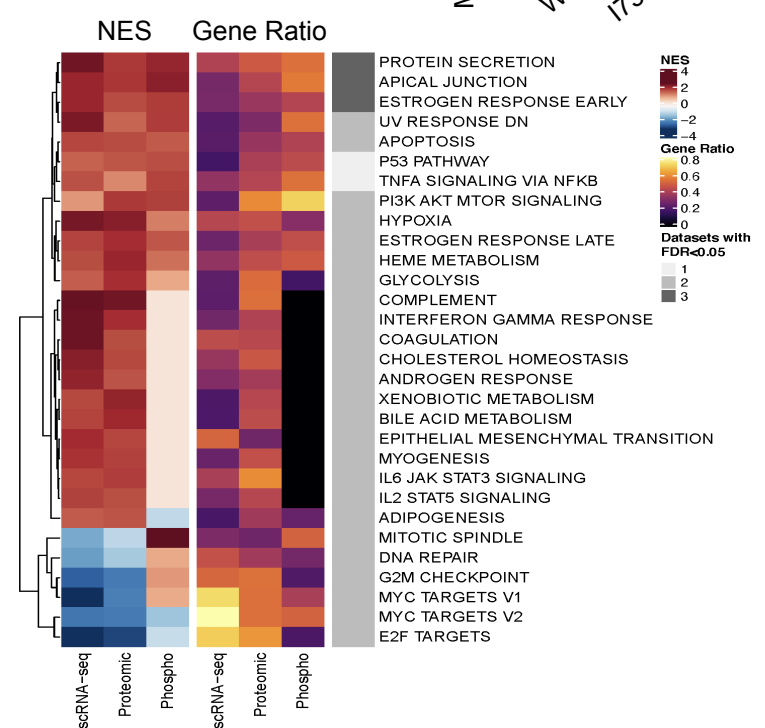 NES Gene Ratio
PROTEIN SECRETION
APICAL JUNCTION
ESTROGEN RESPONSE EARLY
UV RESPONSE DN
APOPTOSIS
P53 PATHWAY
TNFA SIGNALING VIA NFKB
PI3K AKT MTOR SIGNALING
HYPOXIA
ESTROGEN RESPONSE LATE
HEME METABOLISM
GLYCOLYSIS
COMPLEMENT
INTERFERON GAMMA RESPONSE
COAGULATION
CHOLESTEROL HOMEOSTASIS
ANDROGEN RESPONSE
XENOBIOTIC METABOLISM
BILE ACID METABOLISM
EPITHELIAL MESENCHYMAL TRANSITION
MYOGENESIS
IL6 JAK STAT3 SIGNALING
IL2 STAT5 SIGNALING
ADIPOGENESIS
MITOTIC SPINDLE
DNA REPAIR
G2M CHECKPOINT
MYC TARGETS V1
MYC TARGETS V2
E2F TARGETS
NES
4
2
0
−2
−4
Gene Ratio
0.8
0.6
0.4
0.2
0
Datasets with
FDR<0.05
1
2
3
scRNA−seq
Proteomic
Phospho
scRNA−seq
Proteomic
Phospho